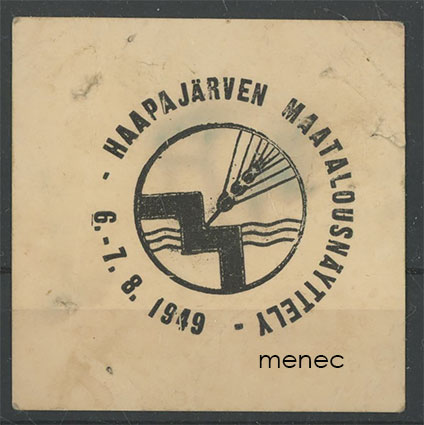 - HAAPAJÄRVEN MAATALOUSNÄYTTELY -
6.-7. 8. 1949
menec